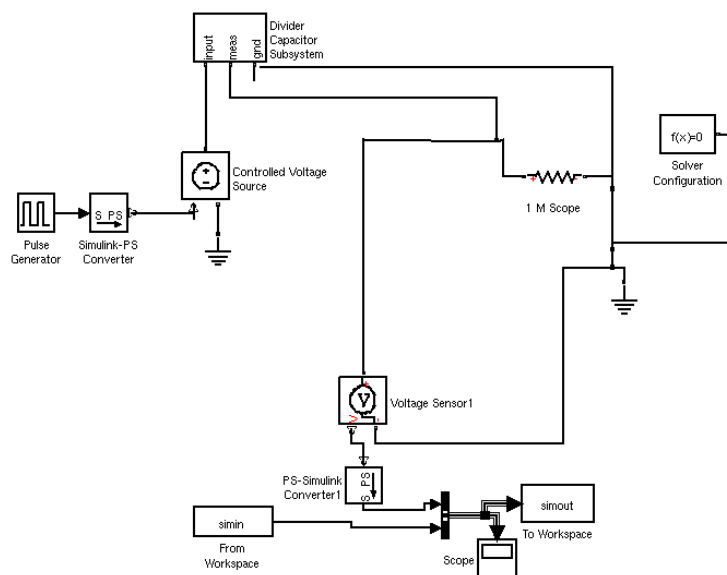 Divider
Capacitor
Subsystem
input
meas
gnd
f(x)=0
Solver
Configuration
Controlled Voltage
Source
1 M Scope
S PS
Pulse
Generator
Simulink-PS
Converter
V
V
Voltage Sensor1
PS-Simulink
Converter1
S PS
simin
From
Workspace
simout
To Workspace
Scope